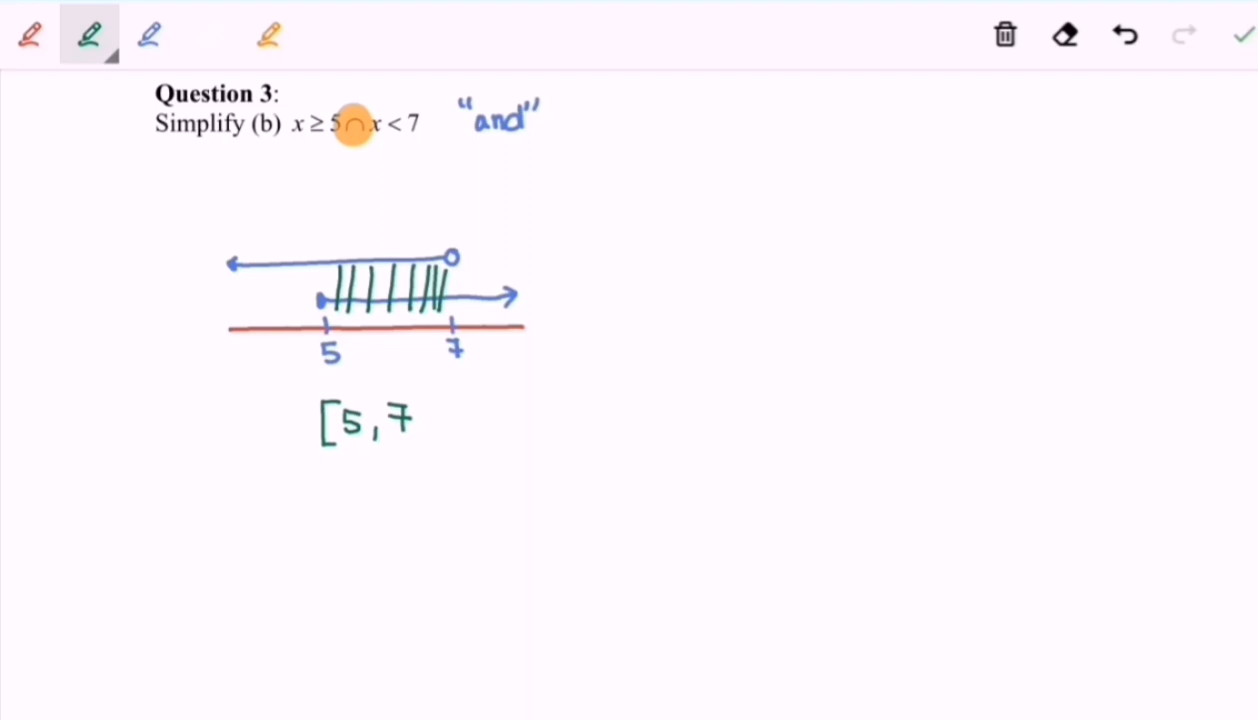 Question 3:
Simplify (b) x ≥ 5 ∩ x < 7 "and"
5 7
[5, 7